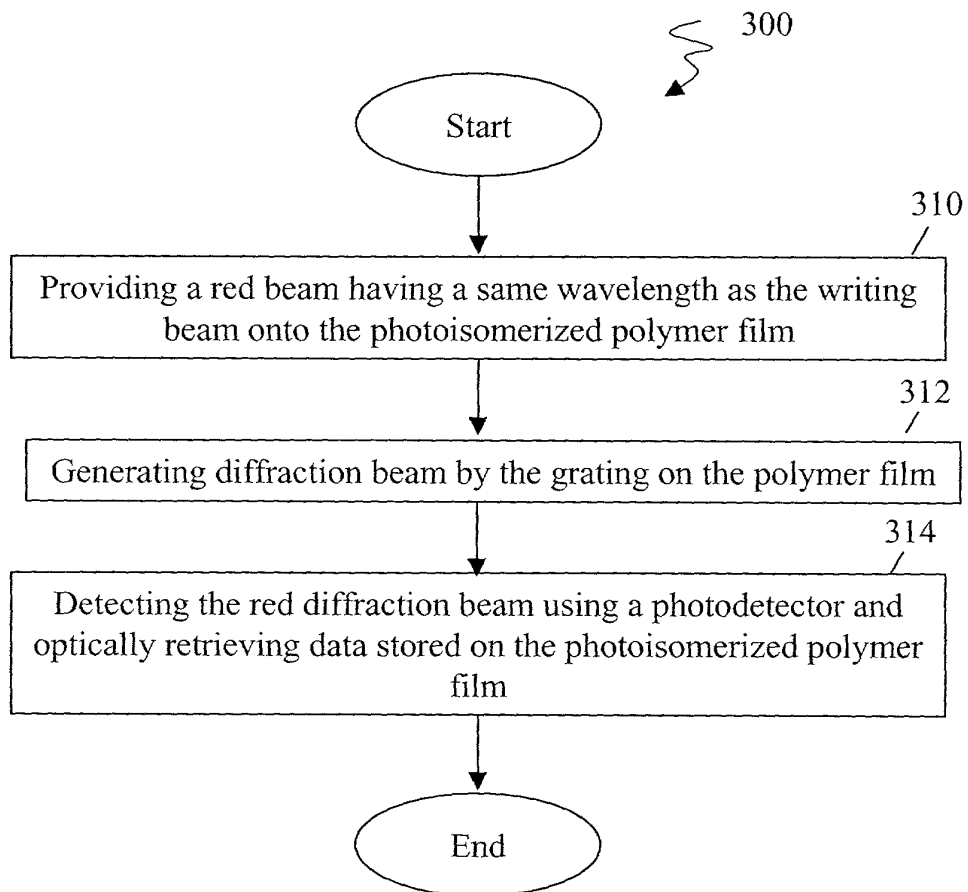 300
Start
310
Providing a red beam having a same wavelength as the writing
beam onto the photoisomerized polymer film
312
Generating diffraction beam by the grating on the polymer film
314
Detecting the red diffraction beam using a photodetector and
optically retrieving data stored on the photoisomerized polymer
film
End